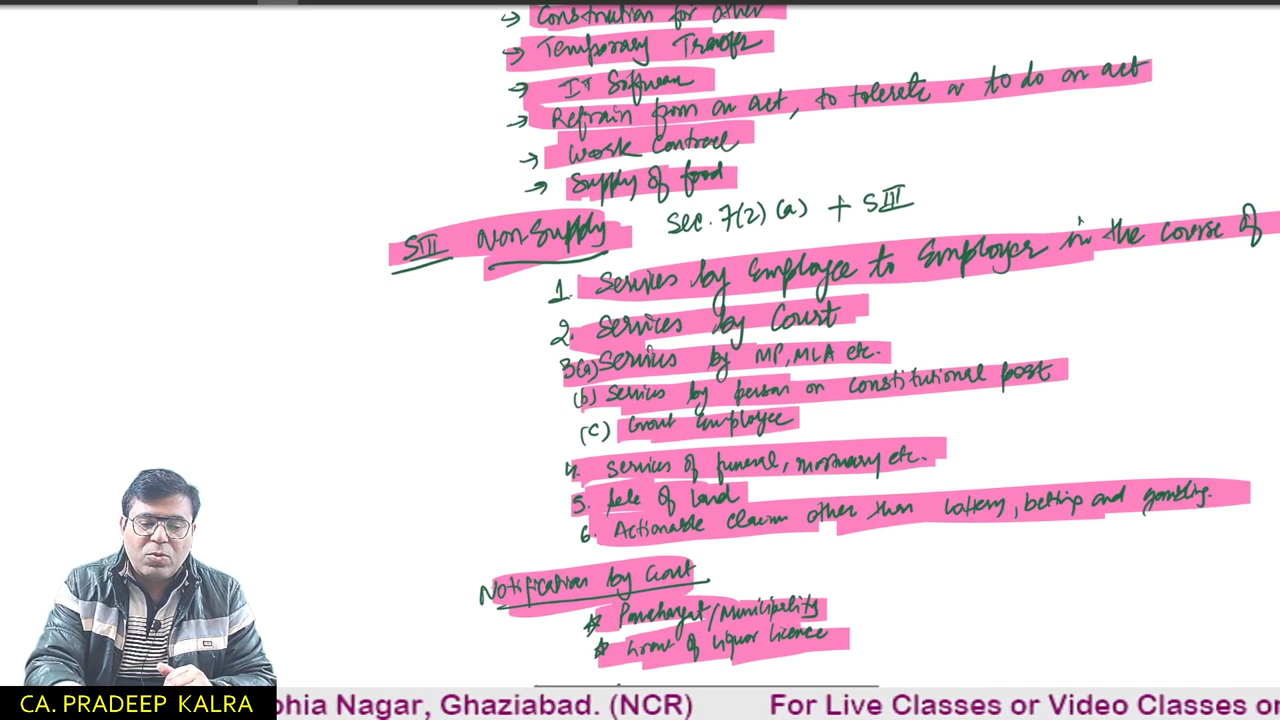 → Construction for other
→ Temporary Transfer
→ IT Software
→ Refrain from an act, to tolerate or to do an act
→ Work Contract
→ Supply of food
SIII Non Supply Sec. 7(2)(a) + SIII
1. Services by Employee to Employer in the course of
2. Services by Court
3(a) Services by MP, MLA etc.
(b) Services by person on constitutional post
(c) Govt Employee
4. Services of funeral, mortuary etc.
5. Sale of Land
6. Actionable claim other than Lottery, betting and gambling.
Notification by Govt
☆ Panchayat/Municipality
☆ Grant of liquor licence
CA. PRADEEP KALRA
ohia Nagar, Ghaziabad. (NCR) For Live Classes or Video Classes or